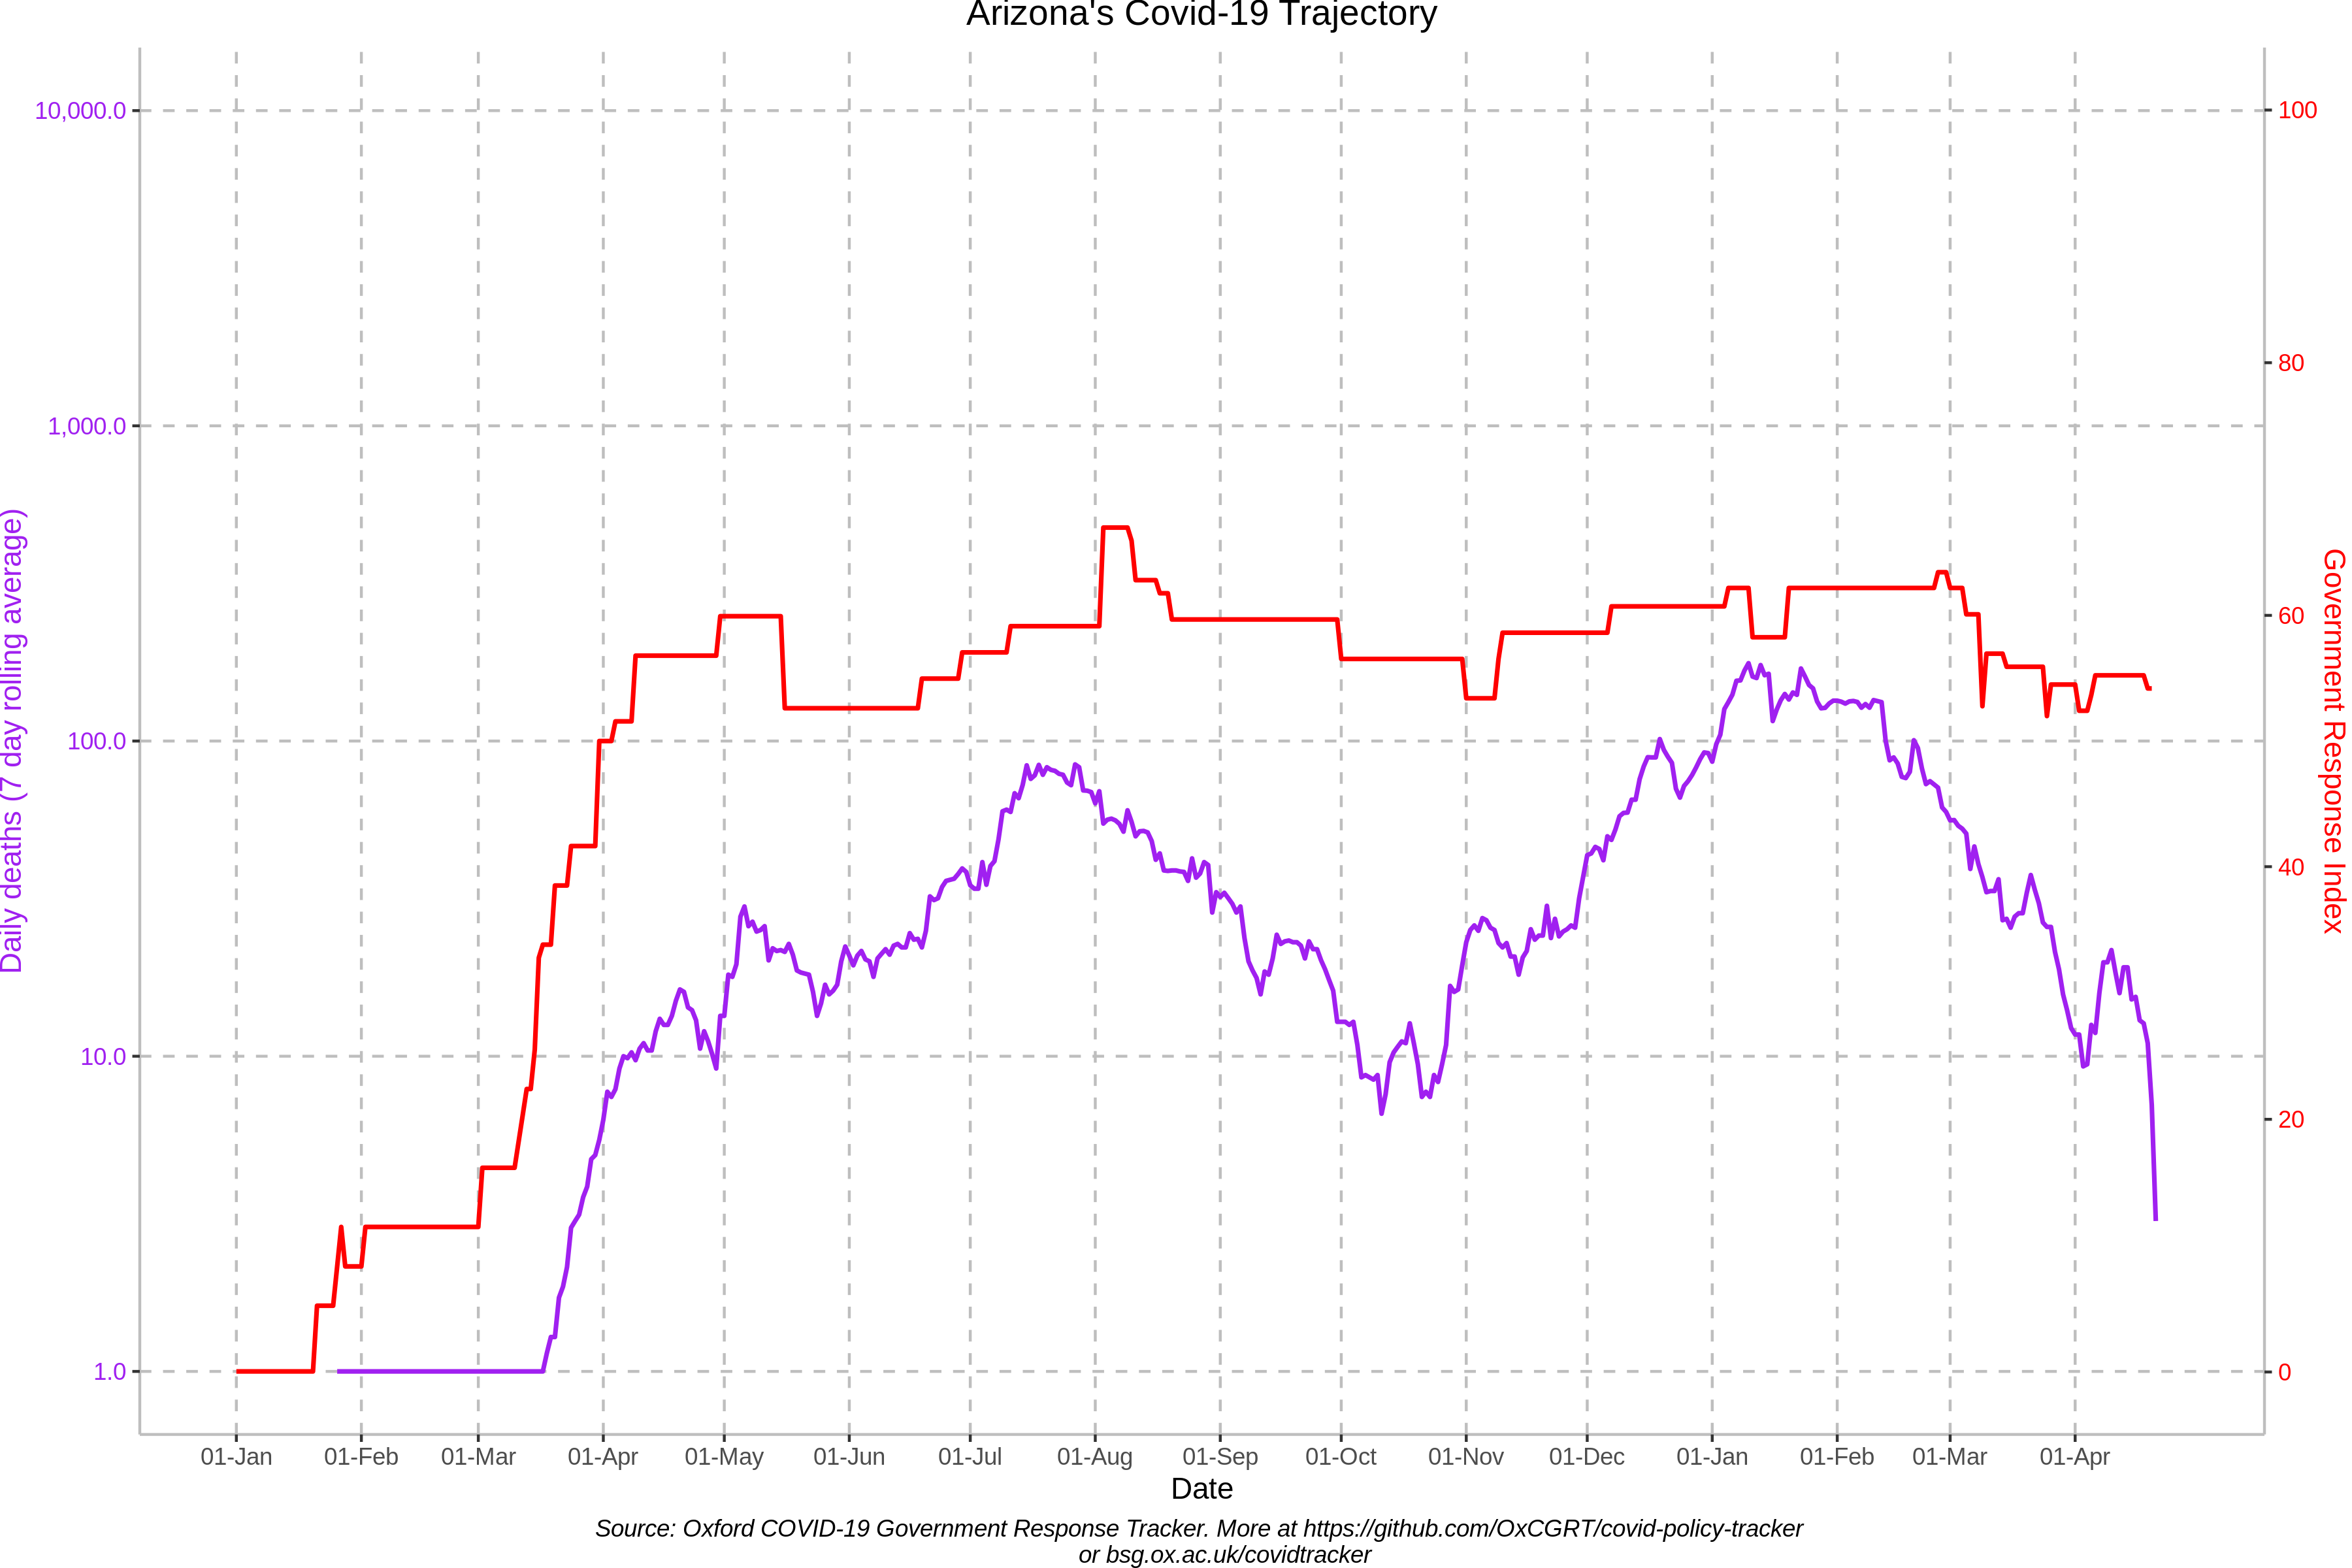 Arizona's Covid-19 Trajectory
10,000.0
1,000.0
100.0
10.0
1.0
Daily deaths (7 day rolling average)
100
80
60
40
20
0
Government Response Index
01-Jan 01-Feb 01-Mar 01-Apr 01-May 01-Jun 01-Jul 01-Aug 01-Sep 01-Oct 01-Nov 01-Dec 01-Jan 01-Feb 01-Mar 01-Apr
Date
Source: Oxford COVID-19 Government Response Tracker. More at https://github.com/OxCGRT/covid-policy-tracker
or bsg.ox.ac.uk/covidtracker